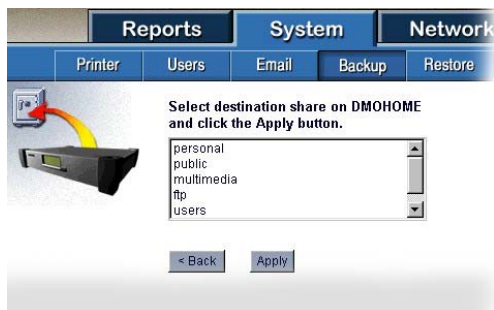 Reports System Network
Printer Users Email Backup Restore
Select destination share on DMOHOME
and click the Apply button.
personal
public
multimedia
ftp
users
< Back Apply